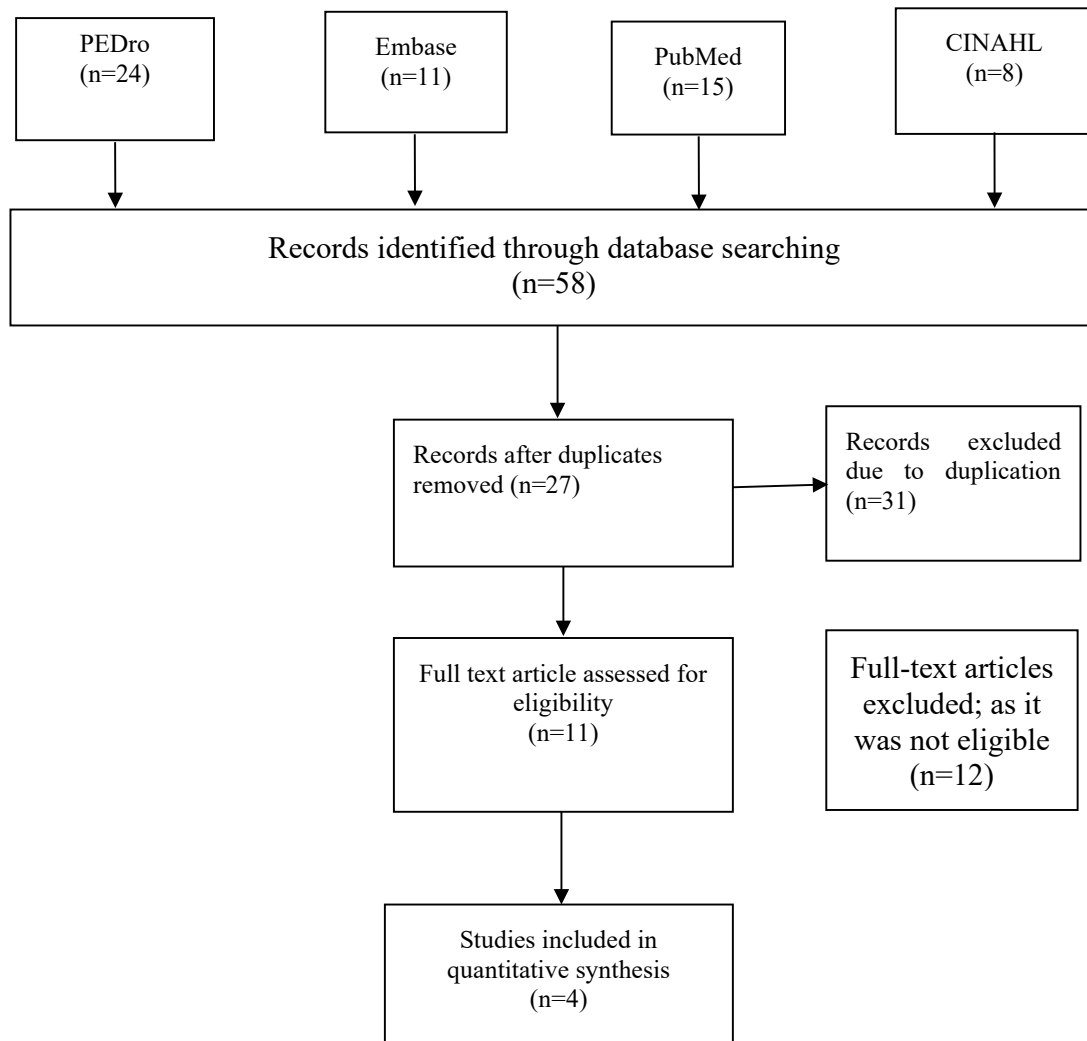 PEDro
(n=24)
Embase
(n=11)
PubMed
(n=15)
CINAHL
(n=8)
Records identified through database searching
(n=58)
Records after duplicates
removed (n=27)
Records excluded
due to duplication
(n=31)
Full text article assessed for
eligibility
(n=11)
Full-text articles
excluded; as it
was not eligible
(n=12)
Studies included in
quantitative synthesis
(n=4)